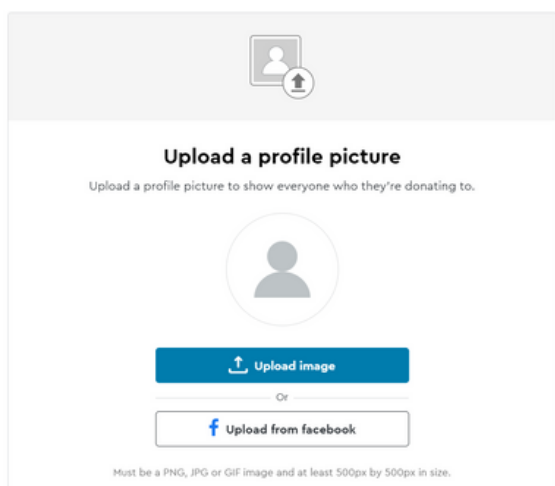 Upload a profile picture
Upload a profile picture to show everyone who they're donating to.
Upload image
Or
Upload from facebook
Must be a PNG, JPG or GIF image and at least 500px by 500px in size.